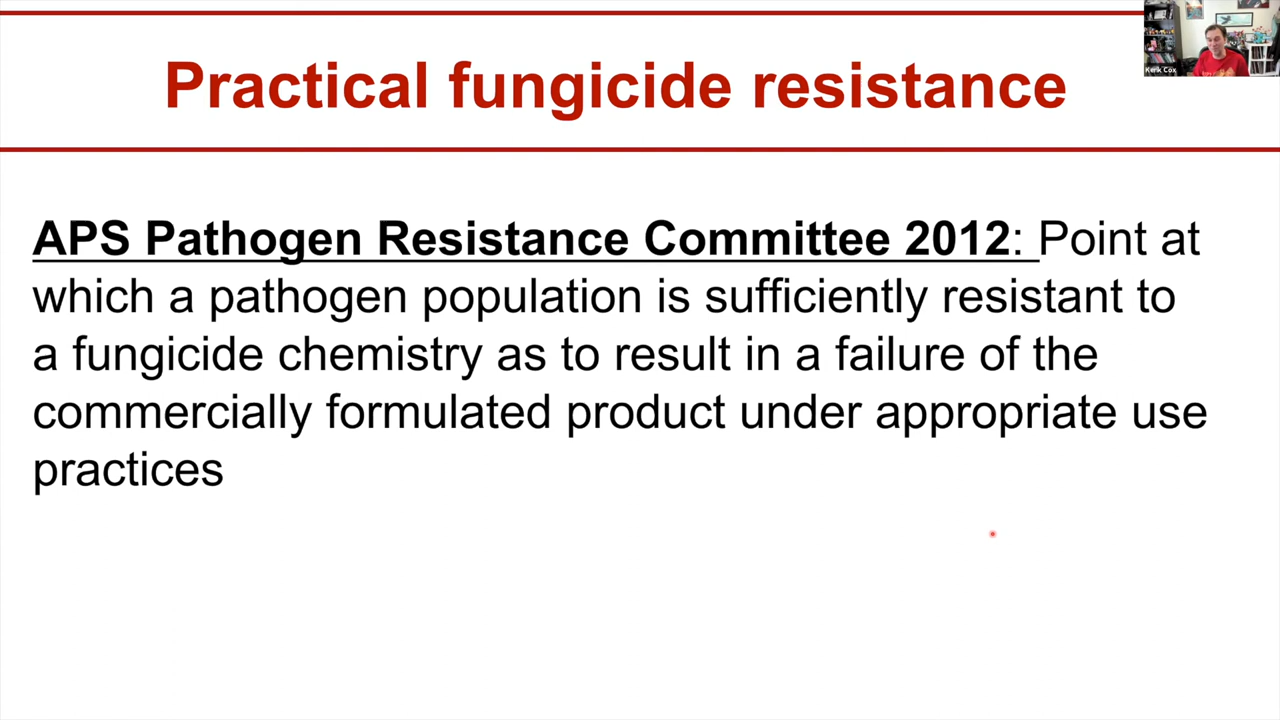 Practical fungicide resistance
Kerik Cox
APS Pathogen Resistance Committee 2012: Point at
which a pathogen population is sufficiently resistant to
a fungicide chemistry as to result in a failure of the
commercially formulated product under appropriate use
practices